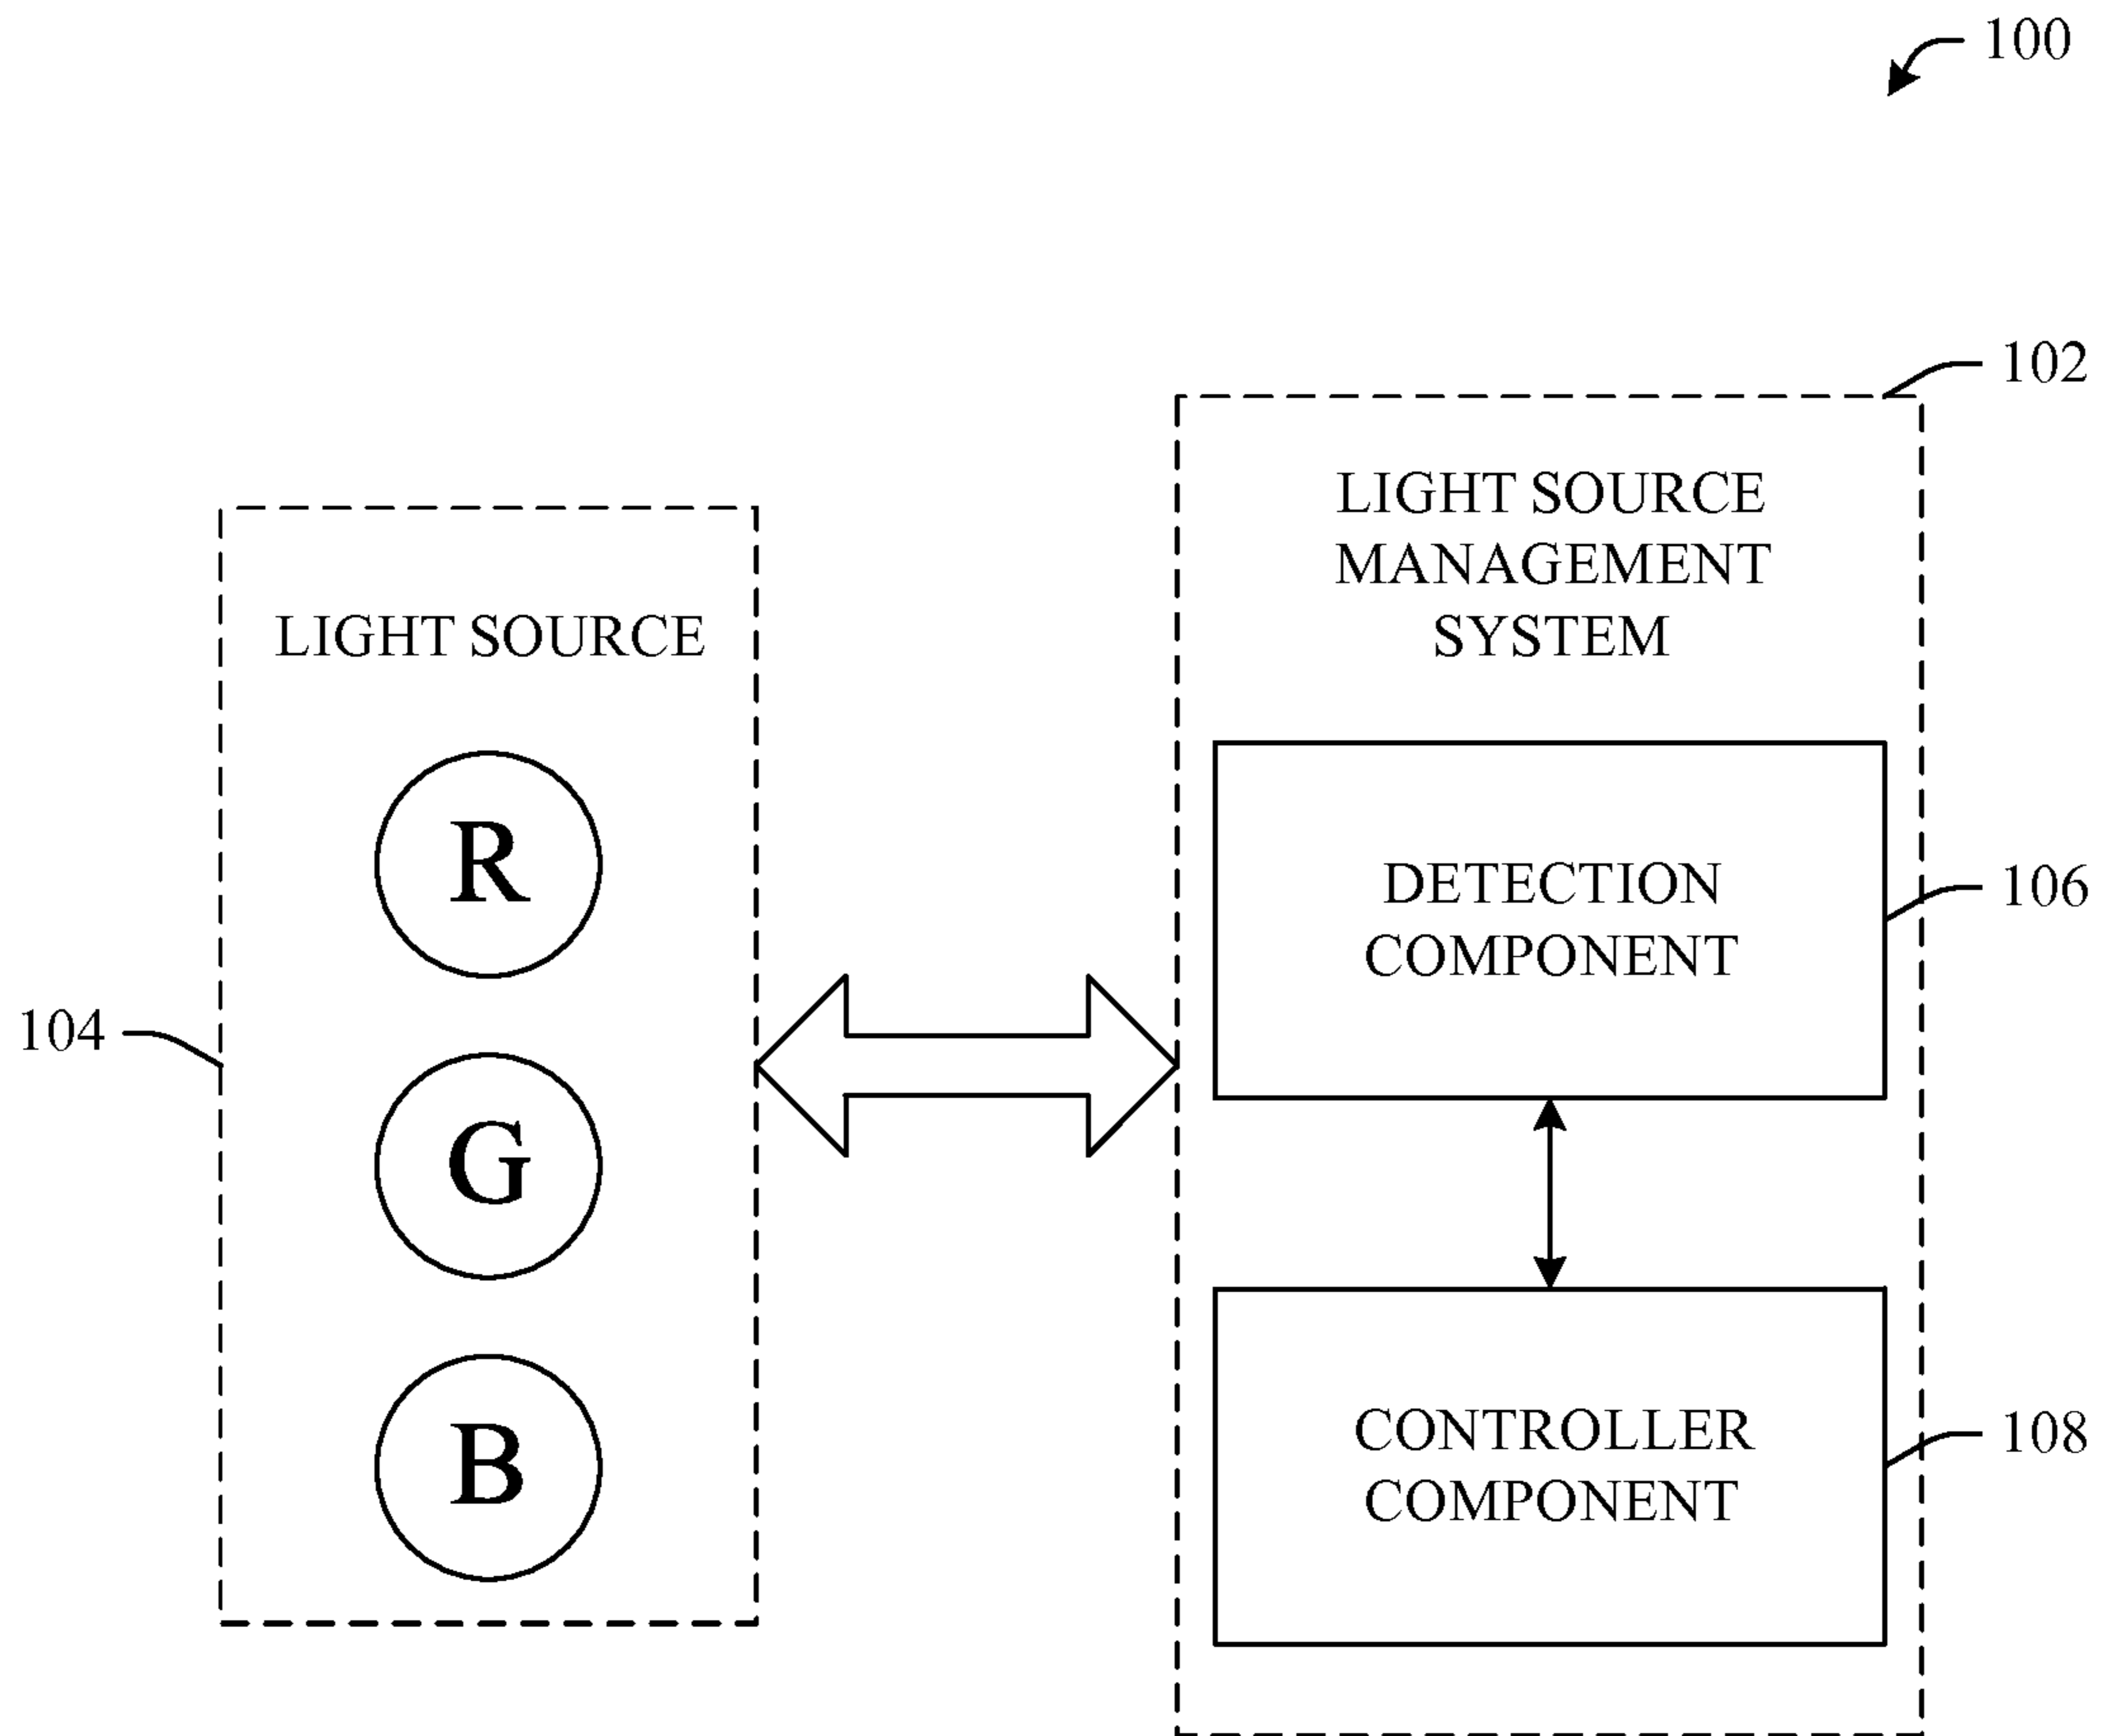 100
102
LIGHT SOURCE
MANAGEMENT
SYSTEM
LIGHT SOURCE
R
G
B
104
DETECTION
COMPONENT
106
CONTROLLER
COMPONENT
108